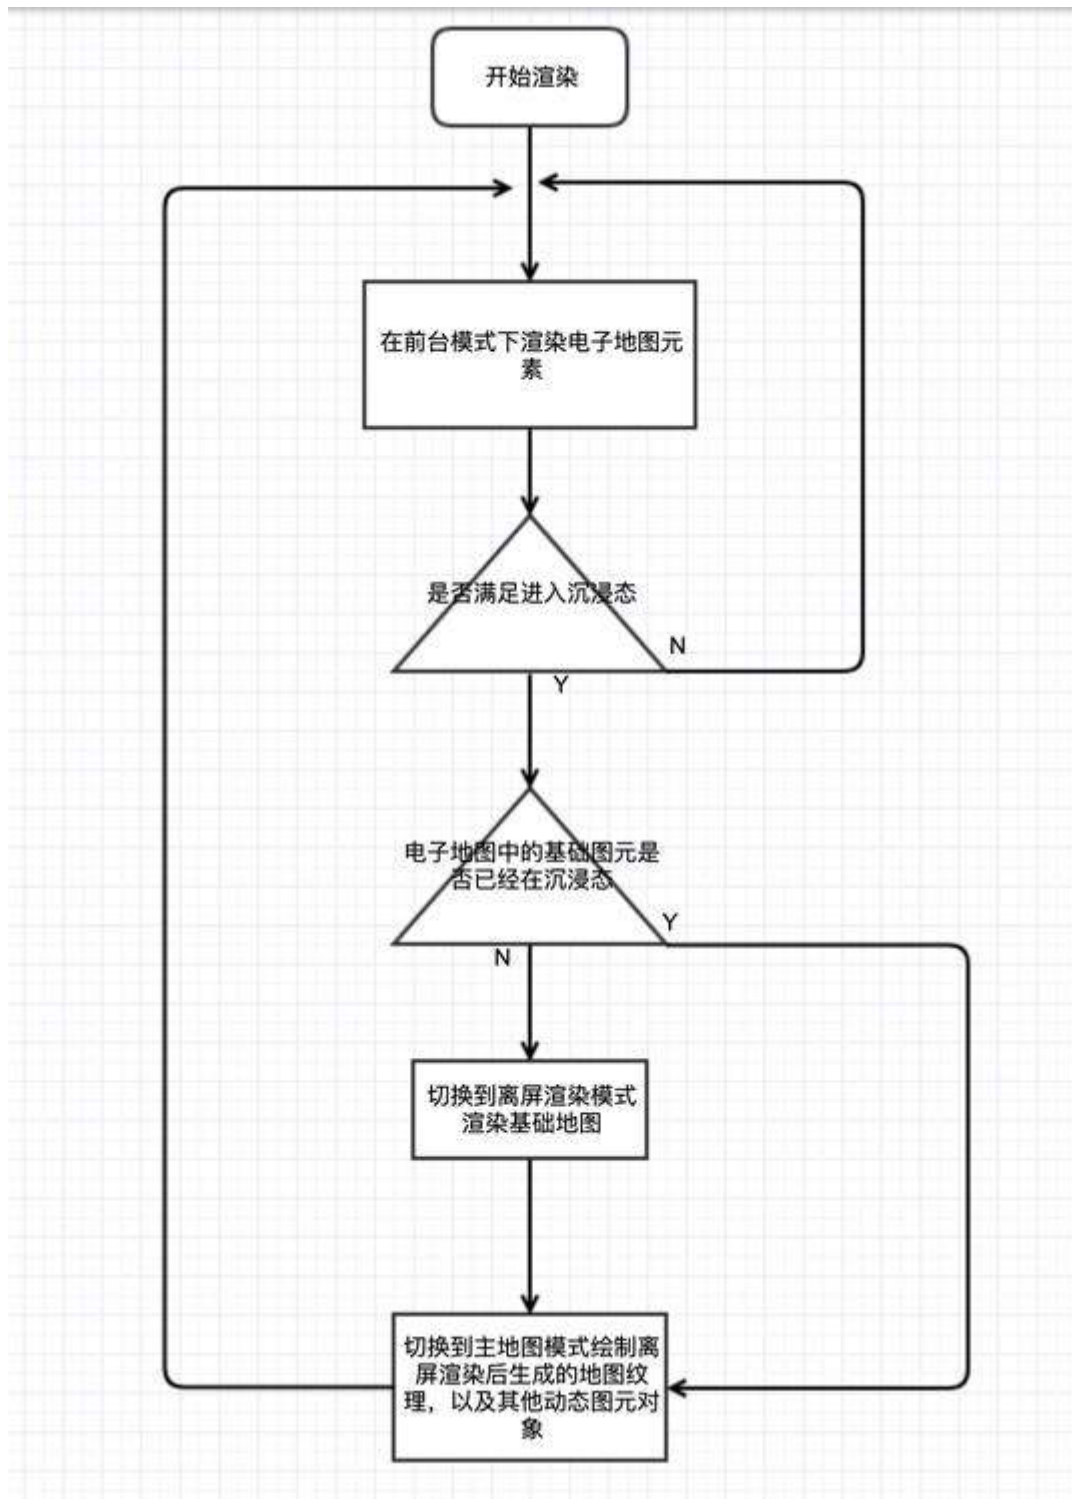 开始渲染
在前台模式下渲染电子地图元
素
是否满足进入沉浸态
N
Y
电子地图中的基础图元是
否已经在沉浸态
Y
N
切换到离屏渲染模式
渲染基础地图
切换到主地图模式绘制离
屏渲染后生成的地图纹
理，以及其他动态图元对
象